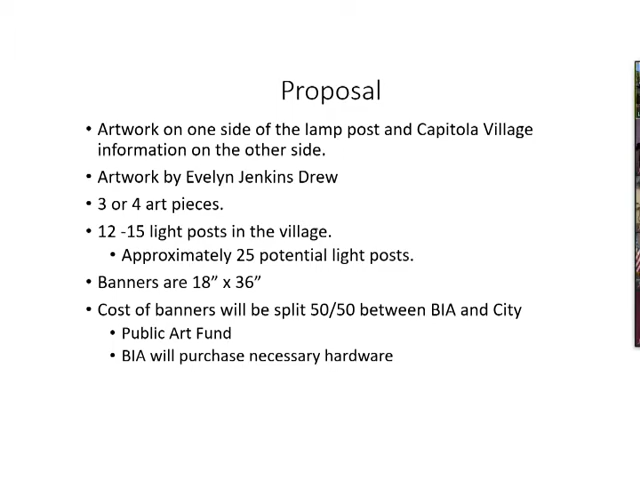 Proposal
• Artwork on one side of the lamp post and Capitola Village
information on the other side.
• Artwork by Evelyn Jenkins Drew
• 3 or 4 art pieces.
• 12 -15 light posts in the village.
• Approximately 25 potential light posts.
• Banners are 18” x 36”
• Cost of banners will be split 50/50 between BIA and City
• Public Art Fund
• BIA will purchase necessary hardware